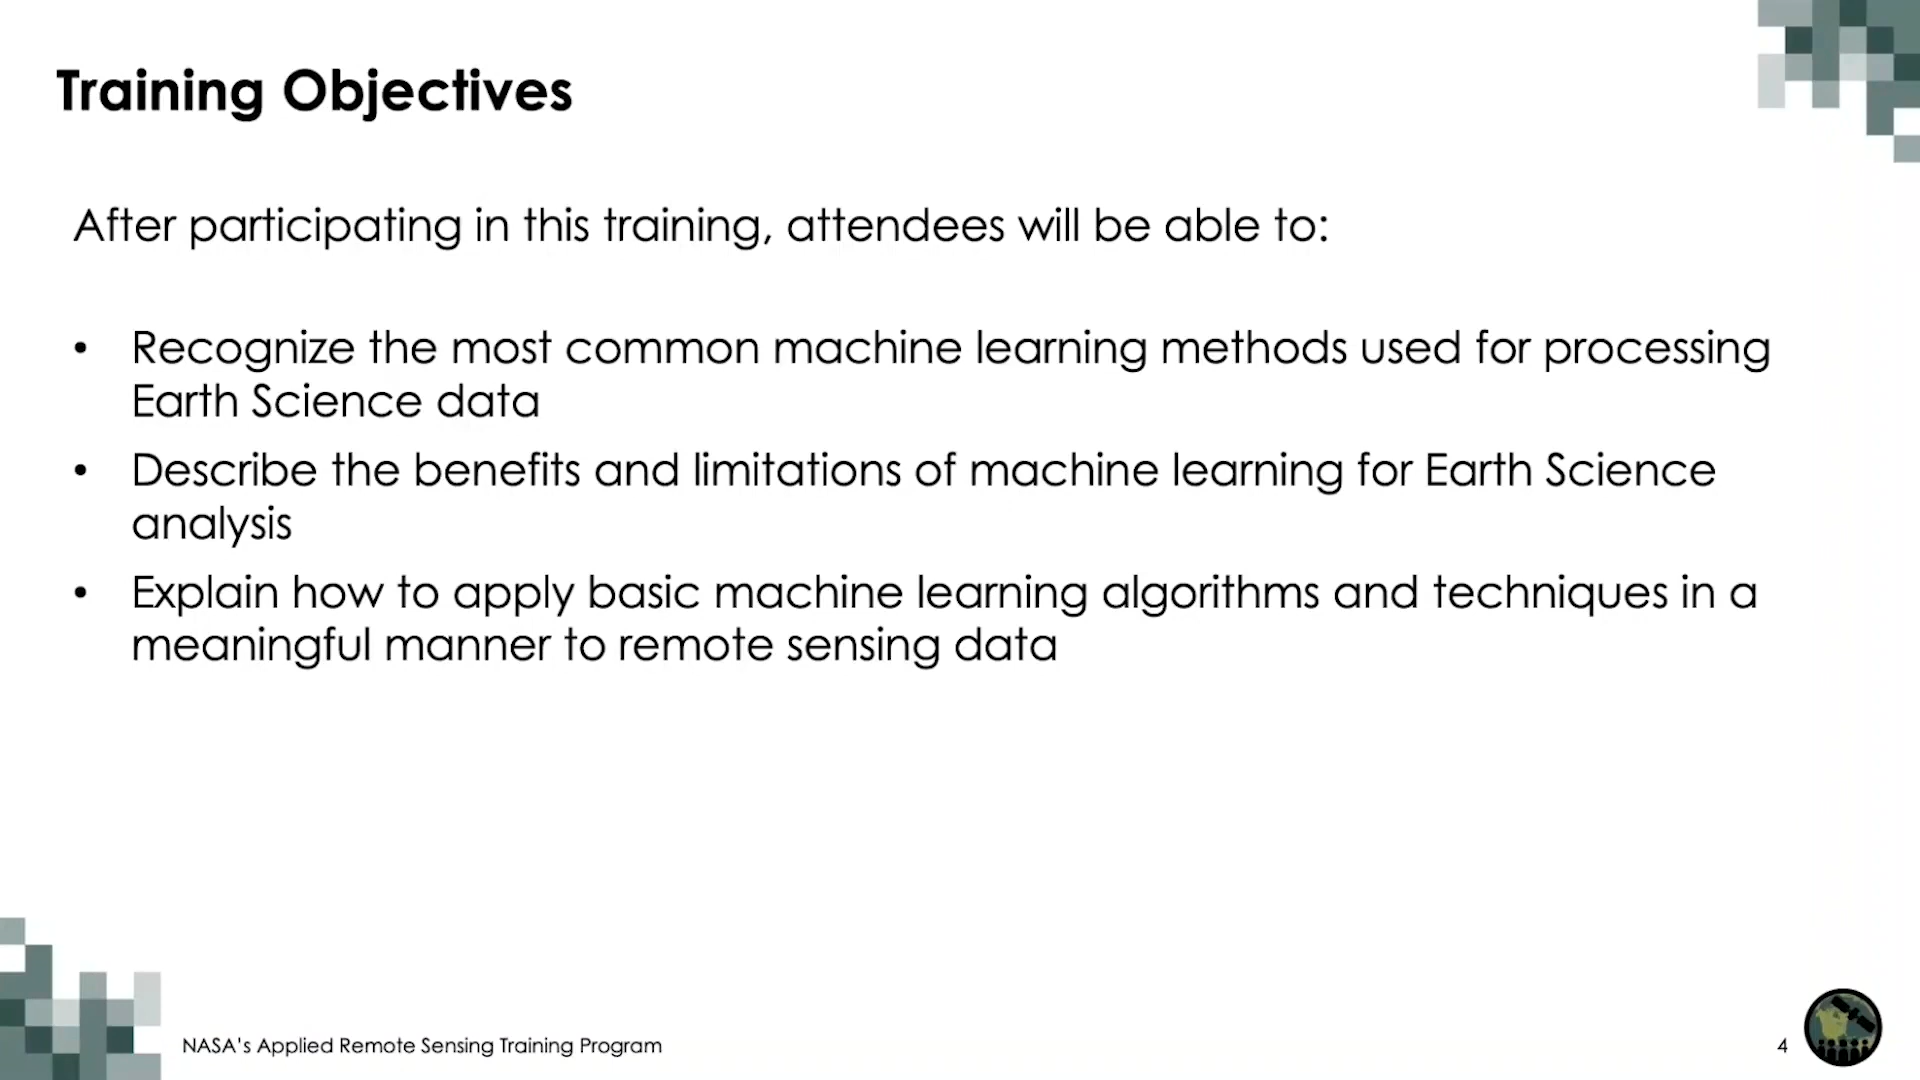 Training Objectives
After participating in this training, attendees will be able to:
• Recognize the most common machine learning methods used for processing
Earth Science data
• Describe the benefits and limitations of machine learning for Earth Science
analysis
• Explain how to apply basic machine learning algorithms and techniques in a
meaningful manner to remote sensing data
NASA's Applied Remote Sensing Training Program
4